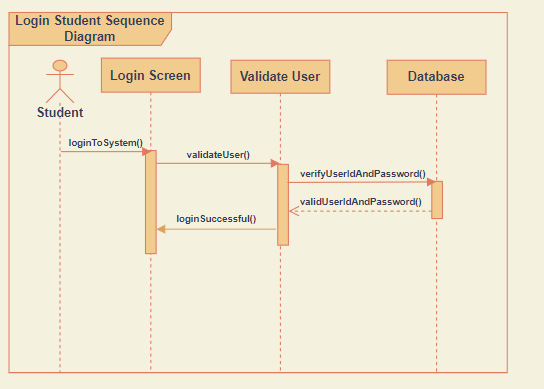 Login Student Sequence
Diagram
Login Screen
Validate User
Database
Student
loginToSystem()
validateUser()
verifyUserIdAndPassword()
validUserIdAndPassword()
loginSuccessful()